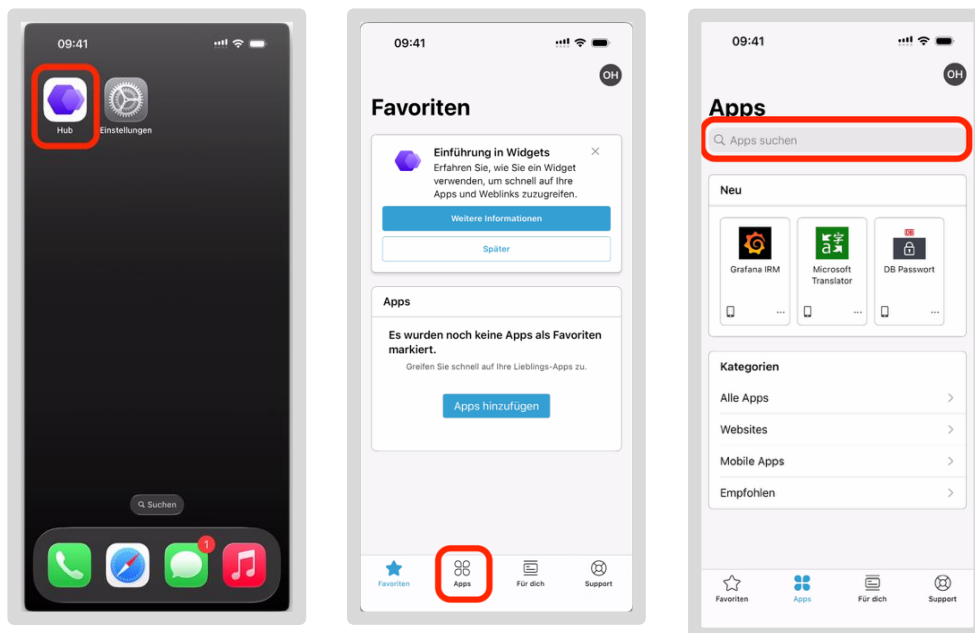 09:41
Hub
Einstellungen
Suchen
1
09:41
OH
Favoriten
Einführung in Widgets
Erfahren Sie, wie Sie ein Widget
verwenden, um schnell auf Ihre
Apps und Weblinks zuzugreifen.
Weitere Informationen
Später
Apps
Es wurden noch keine Apps als Favoriten
markiert.
Greifen Sie schnell auf Ihre Lieblings-Apps zu.
Apps hinzufügen
Favoriten
Apps
Für dich
Support
09:41
OH
Apps
Apps suchen
Neu
Grafana IRM
字
a
Microsoft
Translator
DB
DB Passwort
Kategorien
Alle Apps
Websites
Mobile Apps
Empfohlen
Favoriten
Apps
Für dich
Support